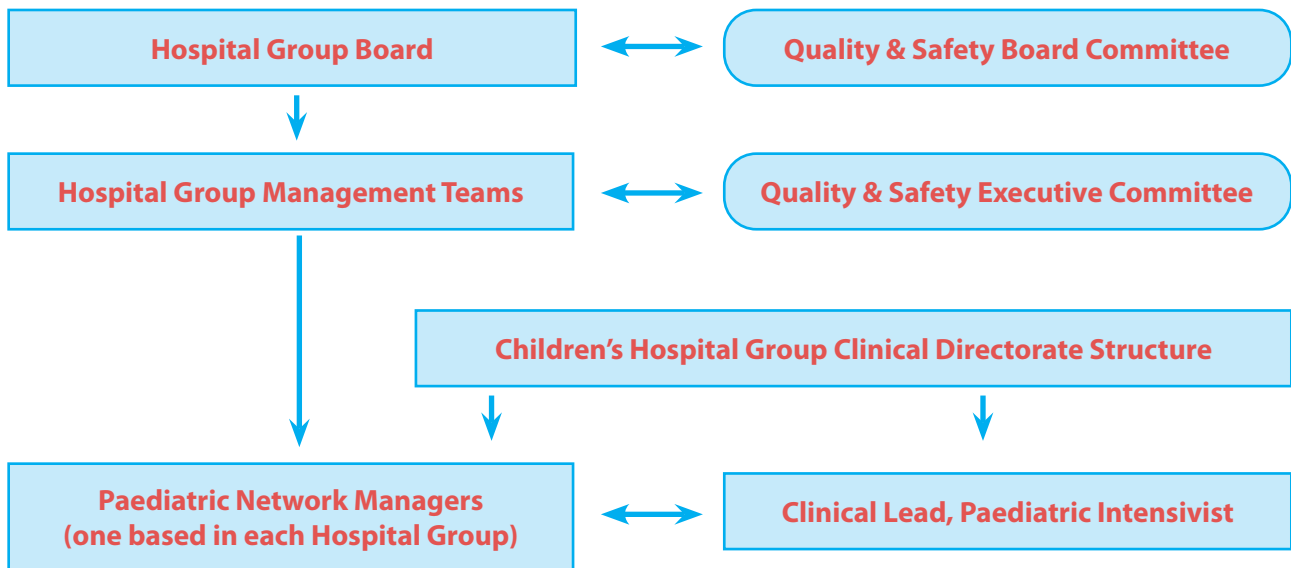 Hospital Group Board
Quality & Safety Board Committee
Hospital Group Management Teams
Quality & Safety Executive Committee
Children’s Hospital Group Clinical Directorate Structure
Paediatric Network Managers
(one based in each Hospital Group)
Clinical Lead, Paediatric Intensivist